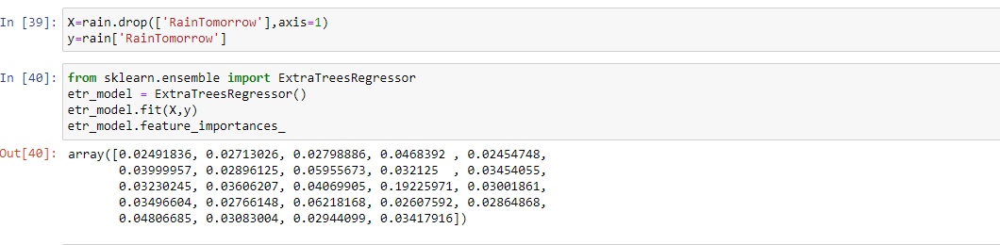 In [39]: X=rain.drop(['RainTomorrow'],axis=1)
y=rain['RainTomorrow']
In [40]: from sklearn.ensemble import ExtraTreesRegressor
etr_model = ExtraTreesRegressor()
etr_model.fit(X,y)
etr_model.feature_importances_
Out[40]: array([0.02491836, 0.02713026, 0.02798886, 0.0468392 , 0.02454748,
0.03999957, 0.02896125, 0.05955673, 0.032125  , 0.03454055,
0.03230245, 0.03606207, 0.04069905, 0.19225971, 0.03001861,
0.03496604, 0.02766148, 0.06218168, 0.02607592, 0.02864868,
0.04806685, 0.03083004, 0.02944099, 0.03417916])